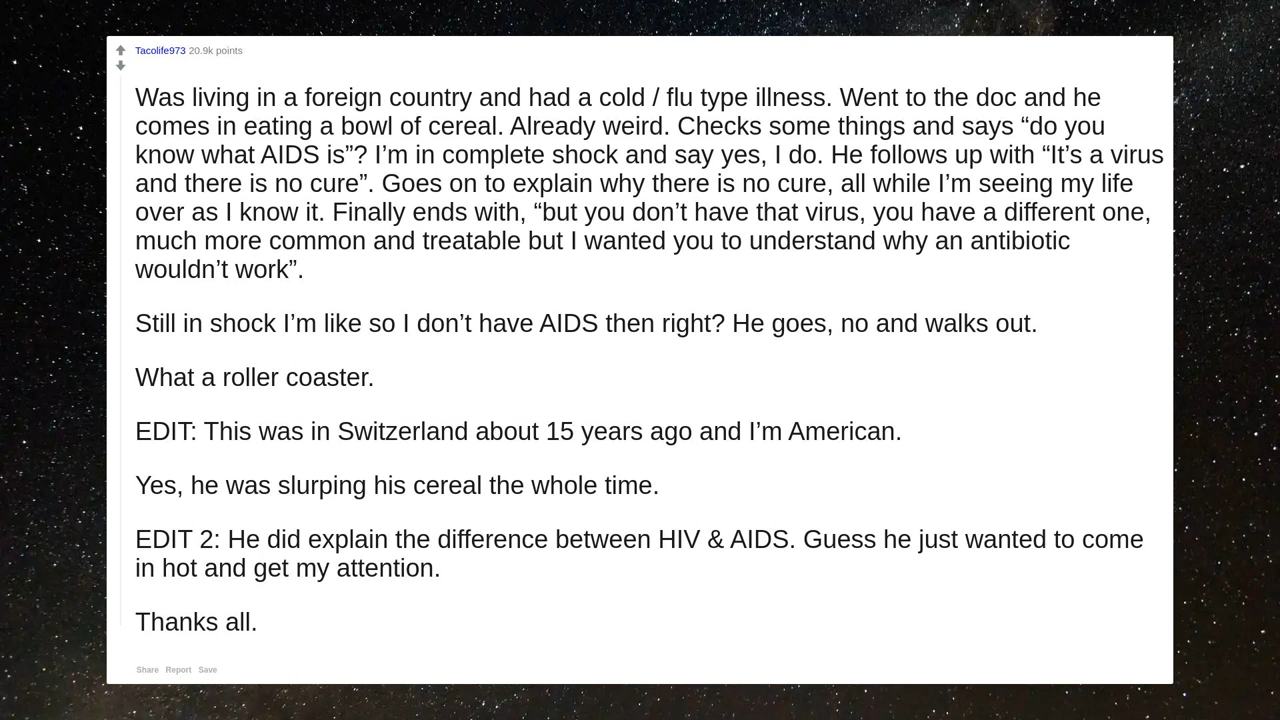 Tacolife973 20.9k points
Was living in a foreign country and had a cold / flu type illness. Went to the doc and he
comes in eating a bowl of cereal. Already weird. Checks some things and says “do you
know what AIDS is”? I’m in complete shock and say yes, I do. He follows up with “It’s a virus
and there is no cure”. Goes on to explain why there is no cure, all while I’m seeing my life
over as I know it. Finally ends with, “but you don’t have that virus, you have a different one,
much more common and treatable but I wanted you to understand why an antibiotic
wouldn’t work”.
Still in shock I’m like so I don’t have AIDS then right? He goes, no and walks out.
What a roller coaster.
EDIT: This was in Switzerland about 15 years ago and I’m American.
Yes, he was slurping his cereal the whole time.
EDIT 2: He did explain the difference between HIV & AIDS. Guess he just wanted to come
in hot and get my attention.
Thanks all.
Share Report Save